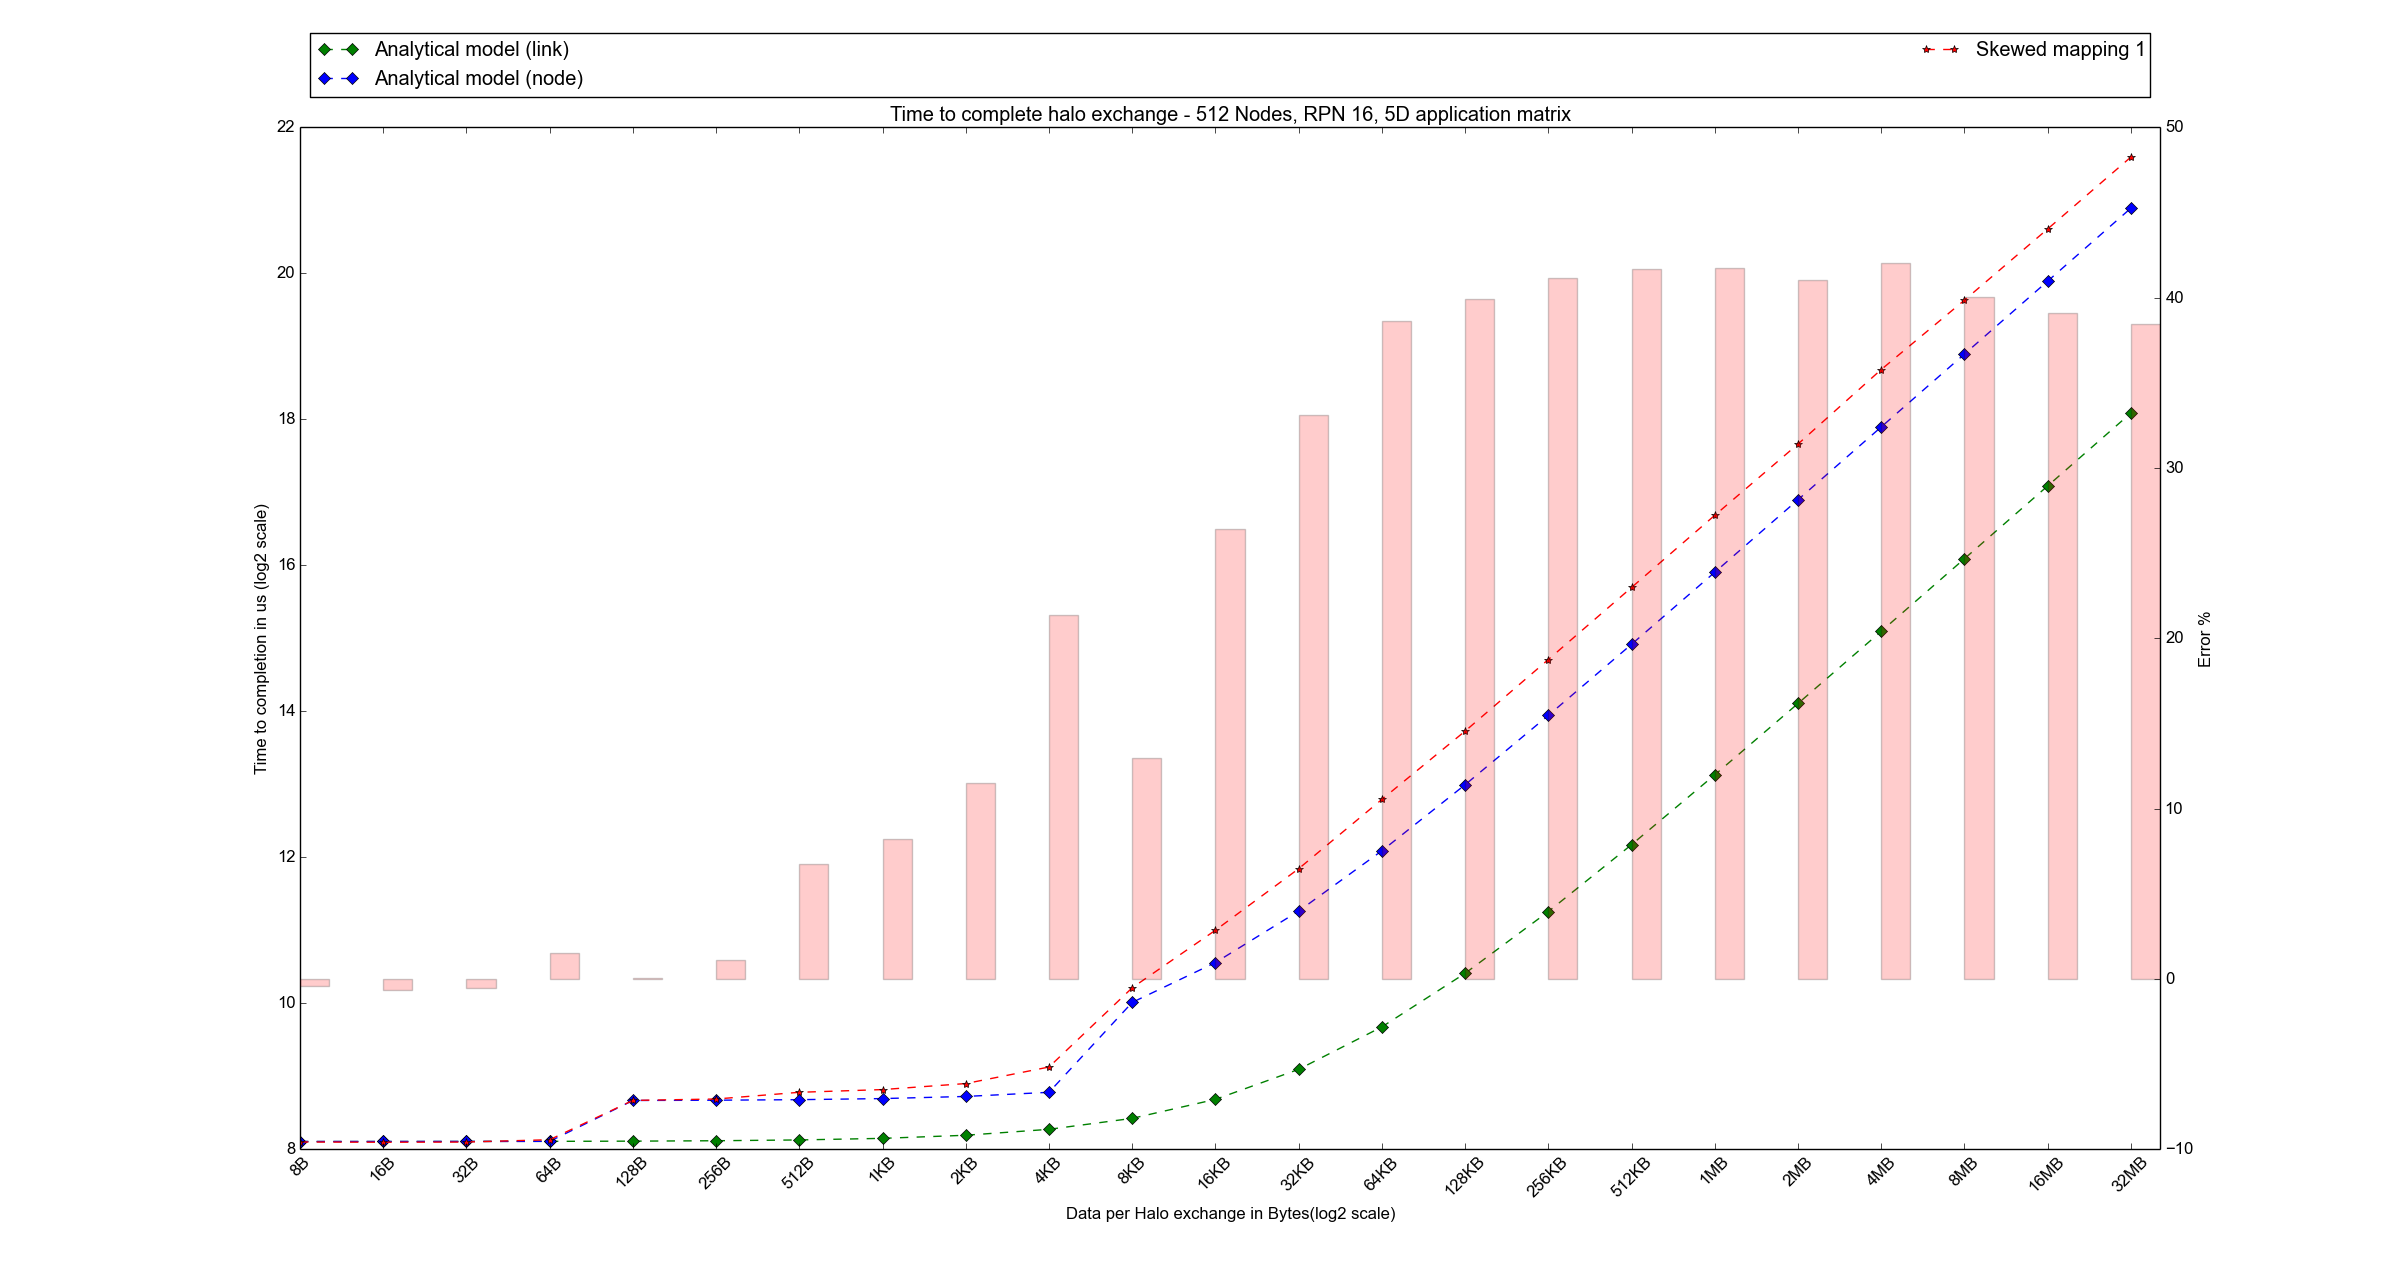 Analytical model (link)
Analytical model (node)
Skewed mapping 1
Time to complete halo exchange - 512 Nodes, RPN 16, 5D application matrix
22
20
18
16
14
12
10
8
Time to completion in us (log2 scale)
50
40
30
20
10
0
−10
Error %
8B
16B
32B
64B
128B
256B
512B
1KB
2KB
4KB
8KB
16KB
32KB
64KB
128KB
256KB
512KB
1MB
2MB
4MB
8MB
16MB
32MB
Data per Halo exchange in Bytes(log2 scale)